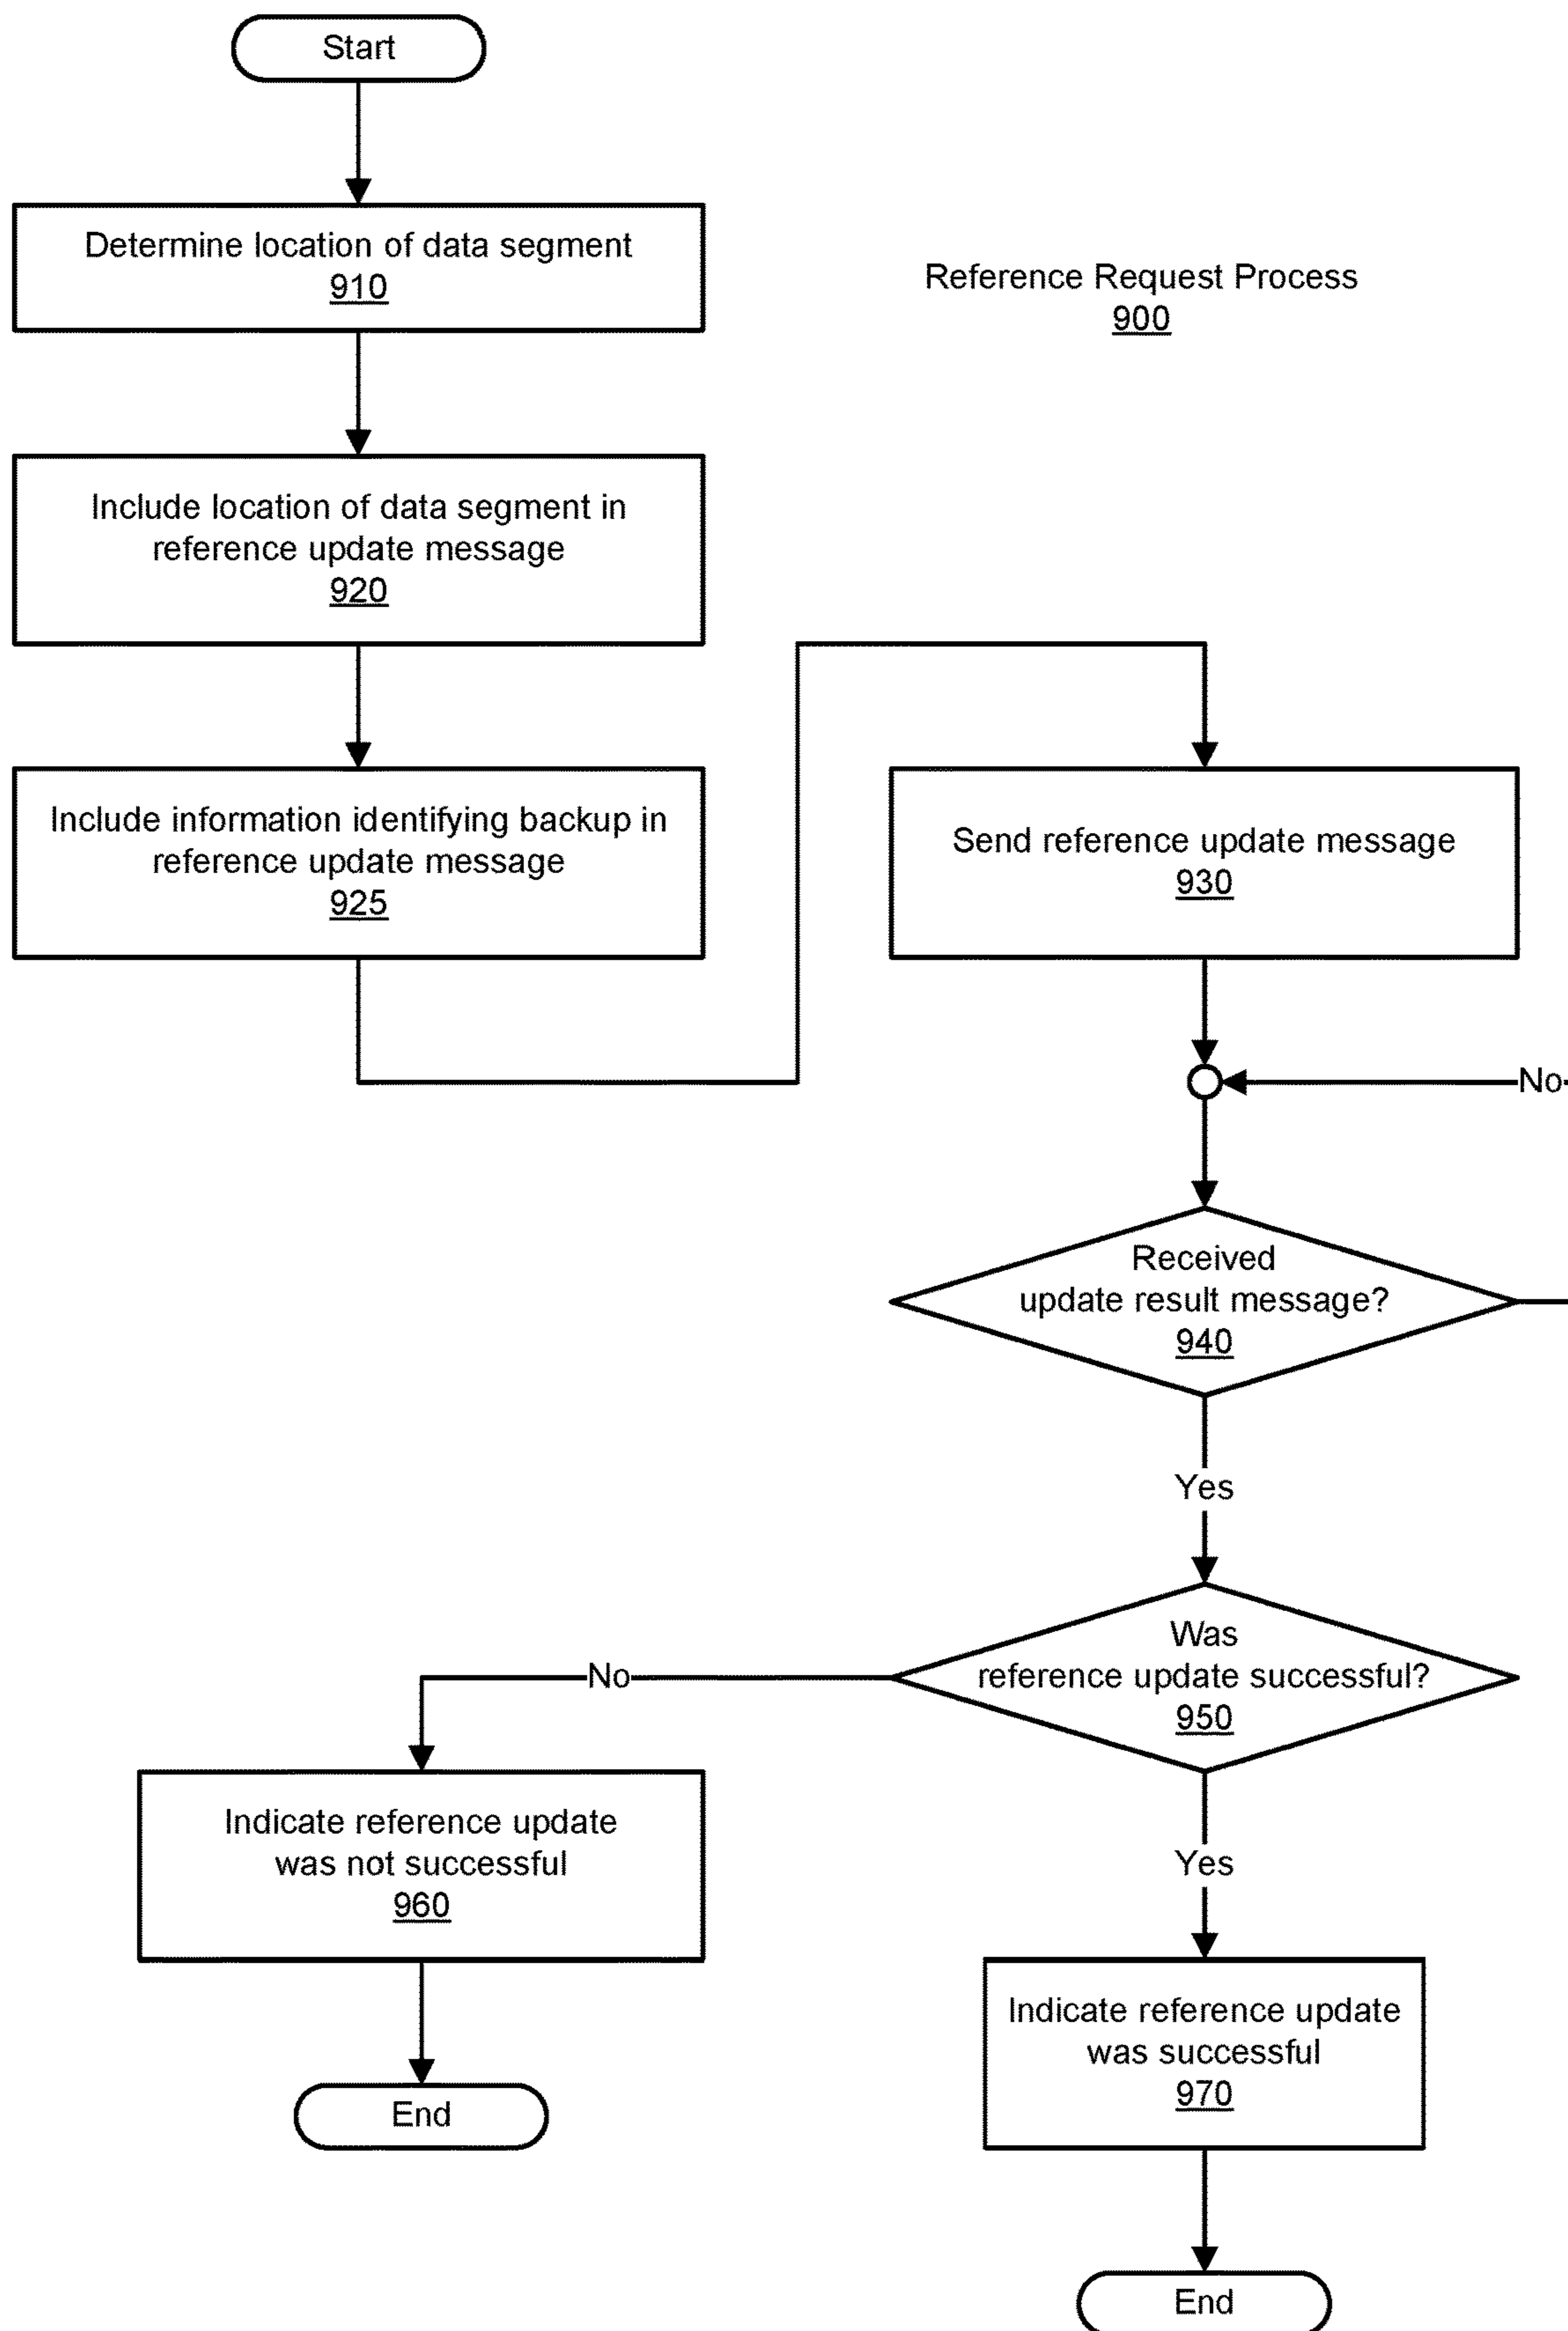 Start
Determine location of data segment
910
Reference Request Process
900
Include location of data segment in
reference update message
920
Include information identifying backup in
reference update message
925
Send reference update message
930
No
Received
update result message?
940
Yes
Was
reference update successful?
950
No
Indicate reference update
was not successful
960
Yes
Indicate reference update
was successful
970
End
End